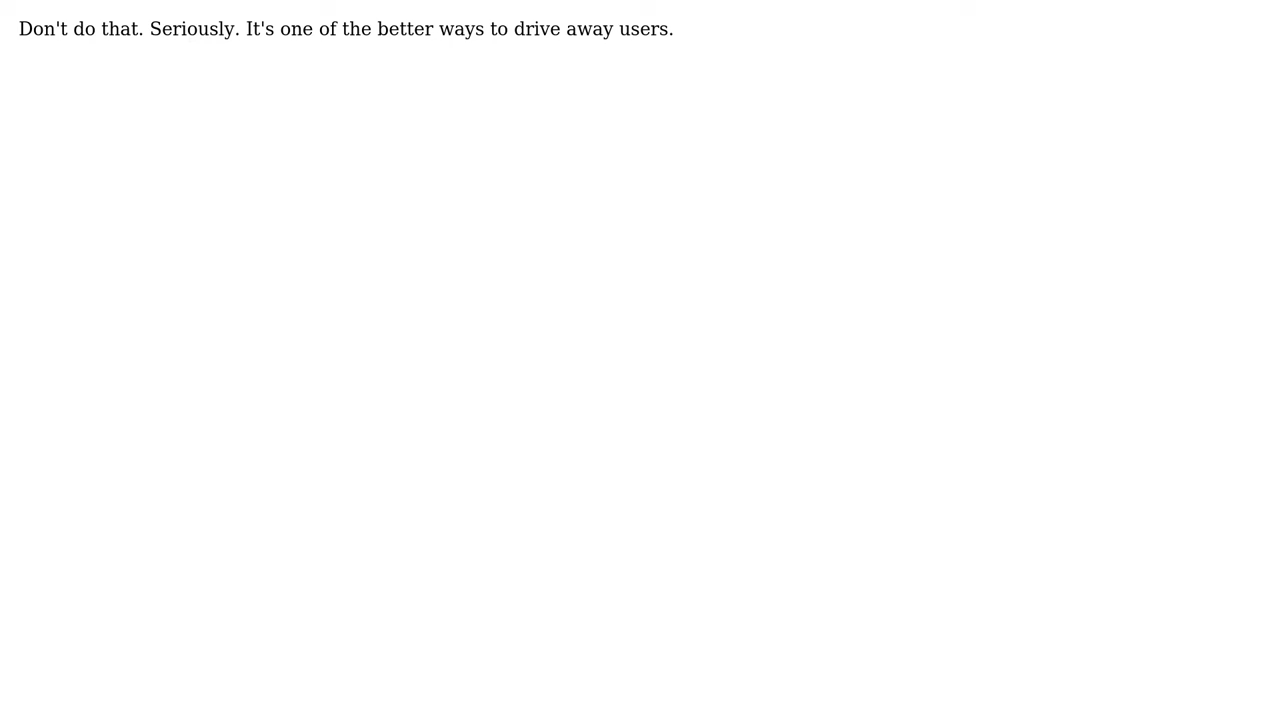 Don't do that. Seriously. It's one of the better ways to drive away users.